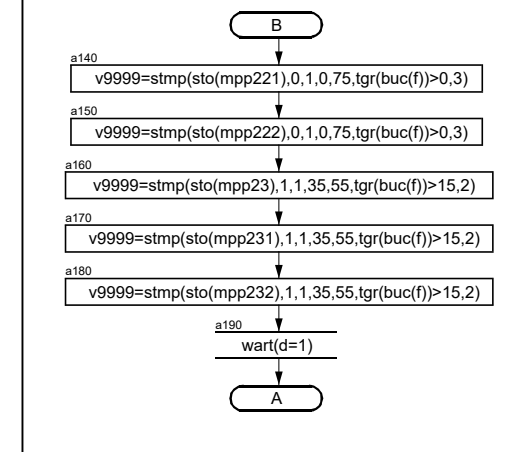 B
a140
v9999=stmp(sto(mpp221),0,1,0,75,tgr(buc(f))>0,3)
a150
v9999=stmp(sto(mpp222),0,1,0,75,tgr(buc(f))>0,3)
a160
v9999=stmp(sto(mpp23),1,1,35,55,tgr(buc(f))>15,2)
a170
v9999=stmp(sto(mpp231),1,1,35,55,tgr(buc(f))>15,2)
a180
v9999=stmp(sto(mpp232),1,1,35,55,tgr(buc(f))>15,2)
a190
wart(d=1)
A